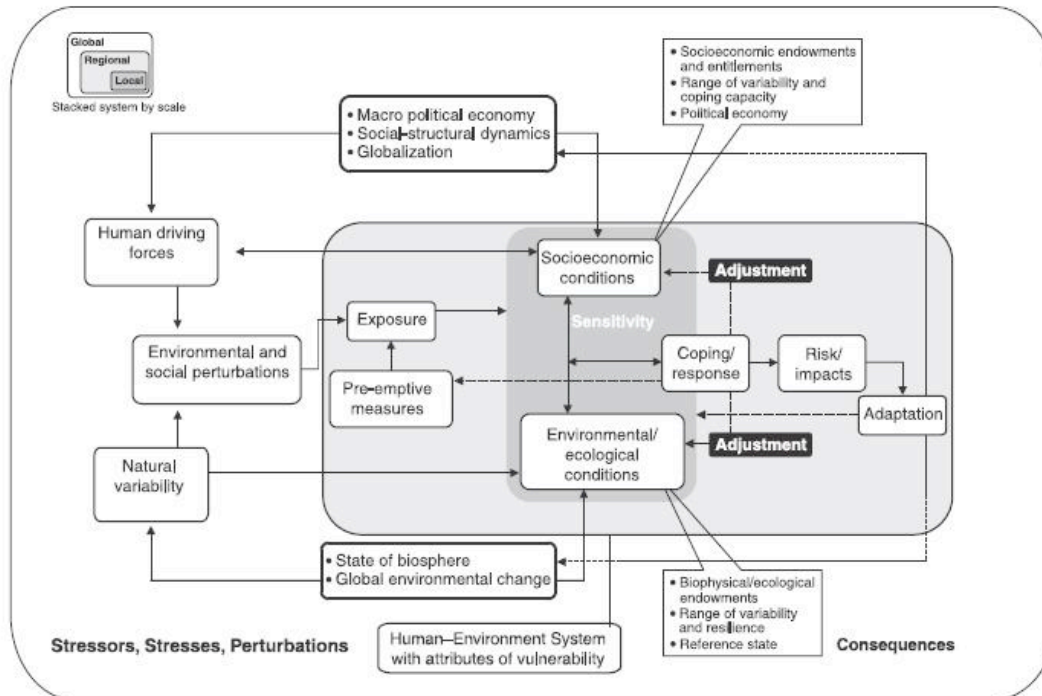 Global
Regional
Local
Stacked system by scale
• Macro political economy
• Social-structural dynamics
• Globalization
• Socioeconomic endowments
and entitlements
• Range of variability and
coping capacity
• Political economy
Human driving
forces
Socioeconomic
conditions
Adjustment
Sensitivity
Exposure
Environmental and
social perturbations
Pre-emptive
measures
Coping/
response
Risk/
impacts
Adaptation
Natural
variability
Environmental/
ecological
conditions
Adjustment
• State of biosphere
• Global environmental change
• Biophysical/ecological
endowments
• Range of variability
and resilience
• Reference state
Stressors, Stresses, Perturbations
Human–Environment System
with attributes of vulnerability
Consequences